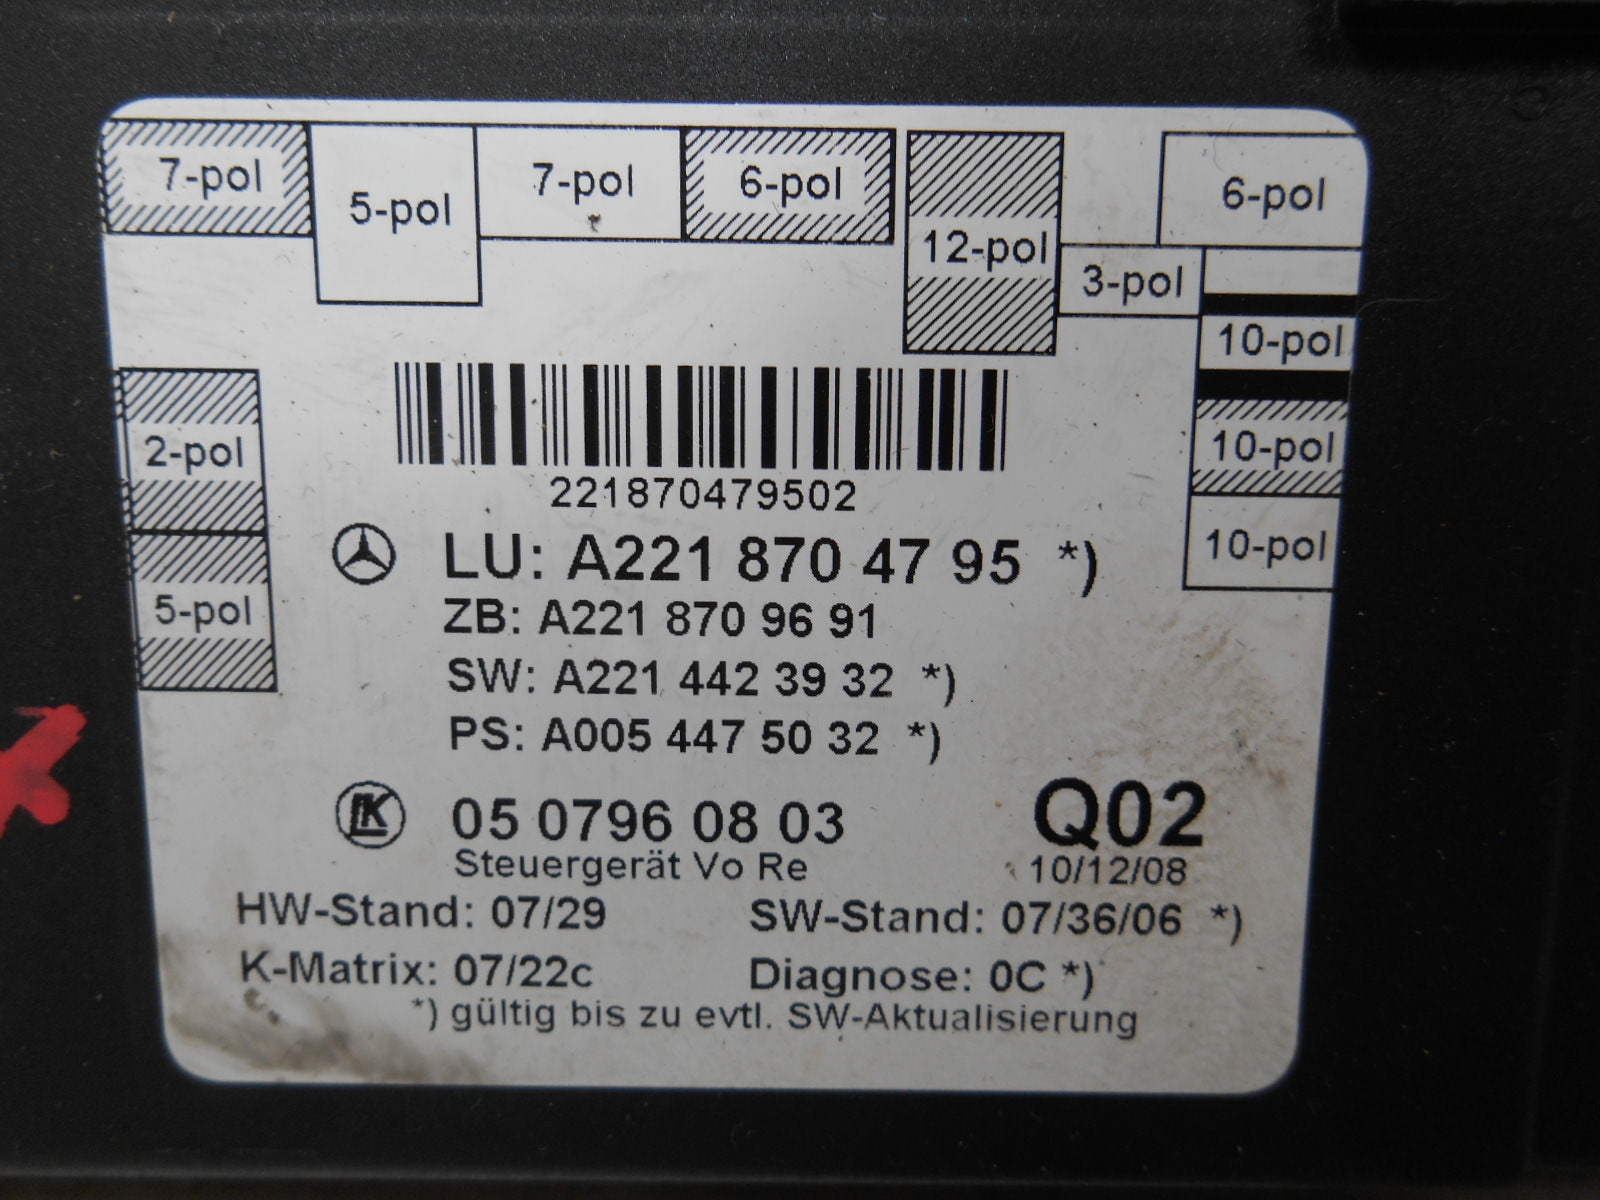 7-pol 5-pol 7-pol 6-pol 12-pol 6-pol
3-pol
10-pol
10-pol
10-pol
2-pol
5-pol
221870479502
LU: A221 870 47 95 *)
ZB: A221 870 96 91
SW: A221 442 39 32 *)
PS: A005 447 50 32 *)
LK 05 0796 08 03 Q02
Steuergerät Vo Re 10/12/08
HW-Stand: 07/29 SW-Stand: 07/36/06 *)
K-Matrix: 07/22c Diagnose: 0C *)
*) gültig bis zu evtl. SW-Aktualisierung